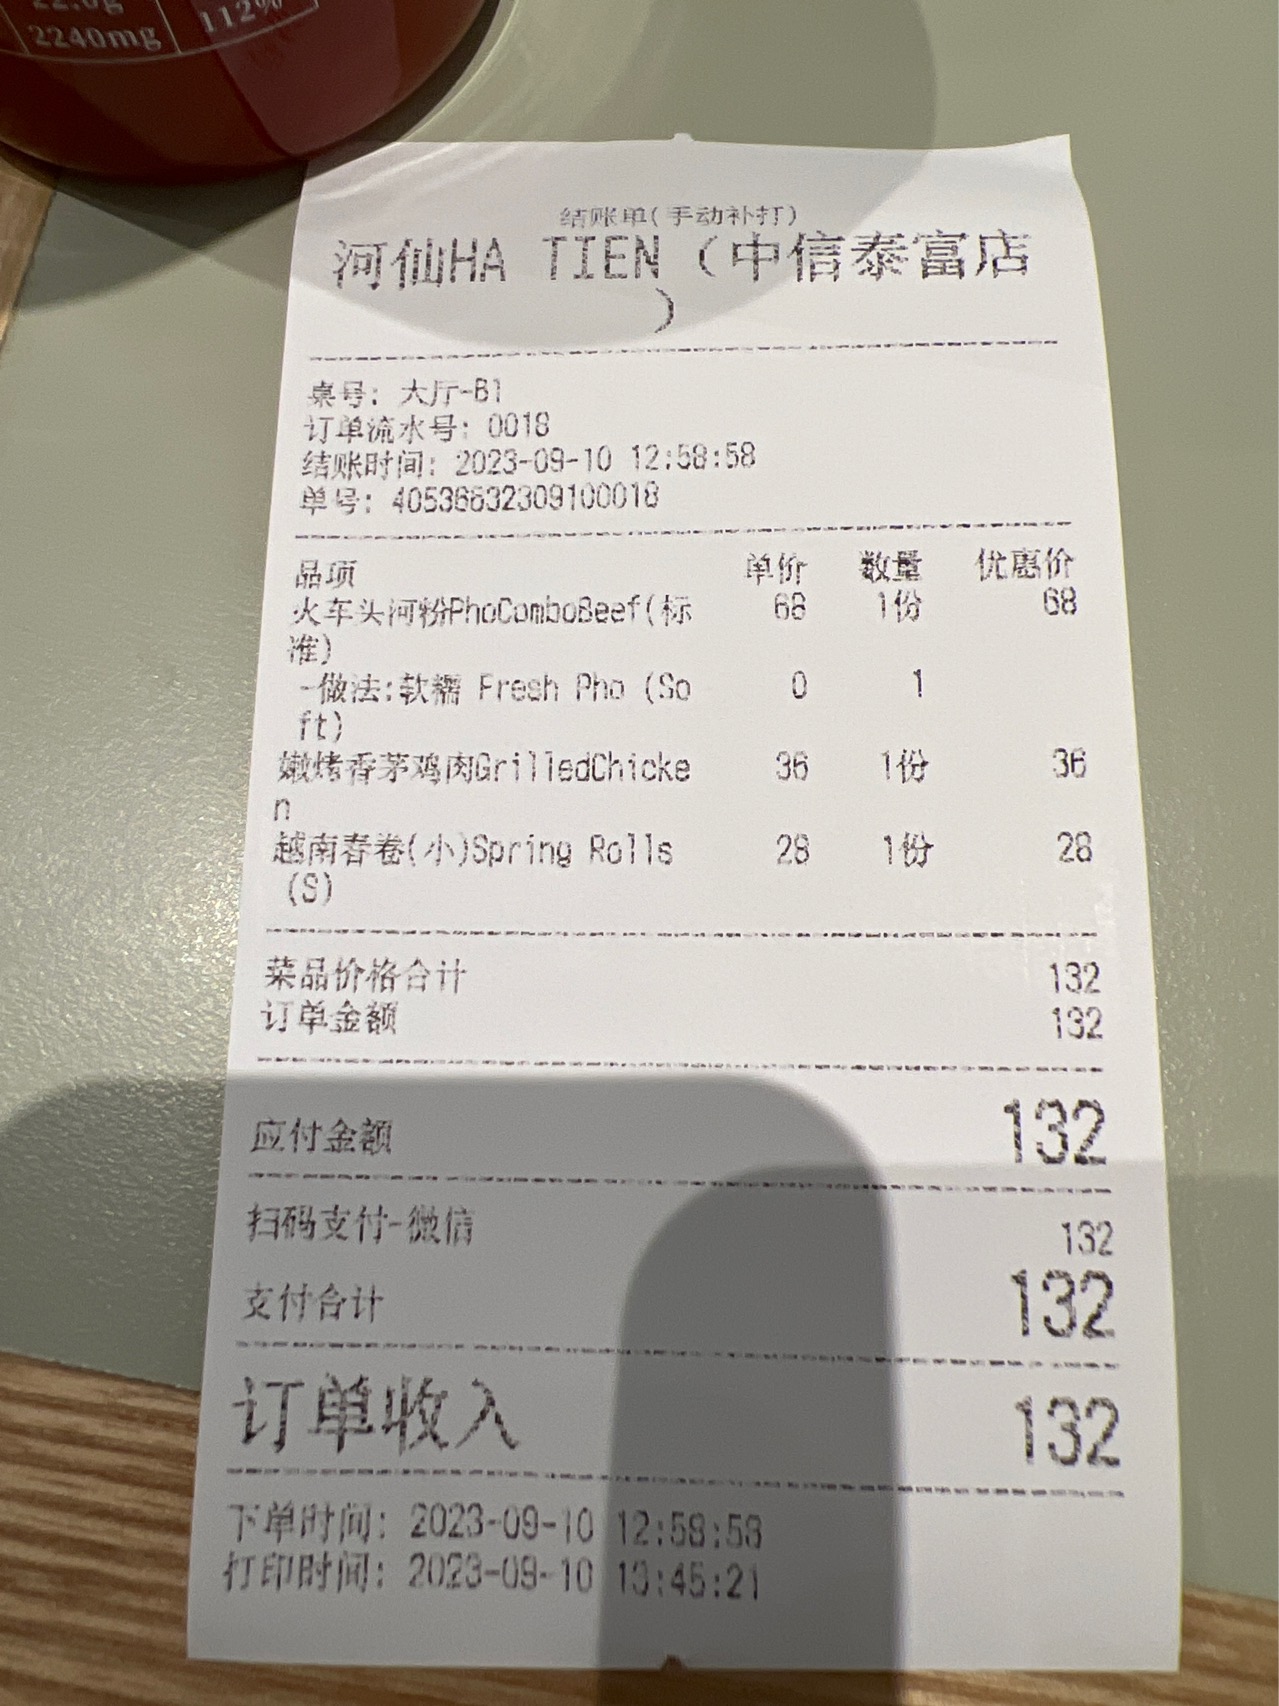 22.0g
2240mg
112%
结账单(手动补打)
河仙HA TIEN（中信泰富店
）
桌号: 大厅-B1
订单流水号: 0018
结账时间: 2023-09-10 12:58:58
单号: 40536632309100018
品项 单价 数量 优惠价
火车头河粉PhoComboBeef(标 68 1份 68
准)
-做法:软糯 Fresh Pho (So 0 1
ft)
嫩烤香茅鸡肉GrilledChicke 36 1份 36
n
越南春卷(小)Spring Rolls 28 1份 28
(S)
菜品价格合计 132
订单金额 132
应付金额 132
扫码支付-微信 132
支付合计 132
订单收入 132
下单时间: 2023-09-10 12:58:58
打印时间: 2023-09-10 13:45:21